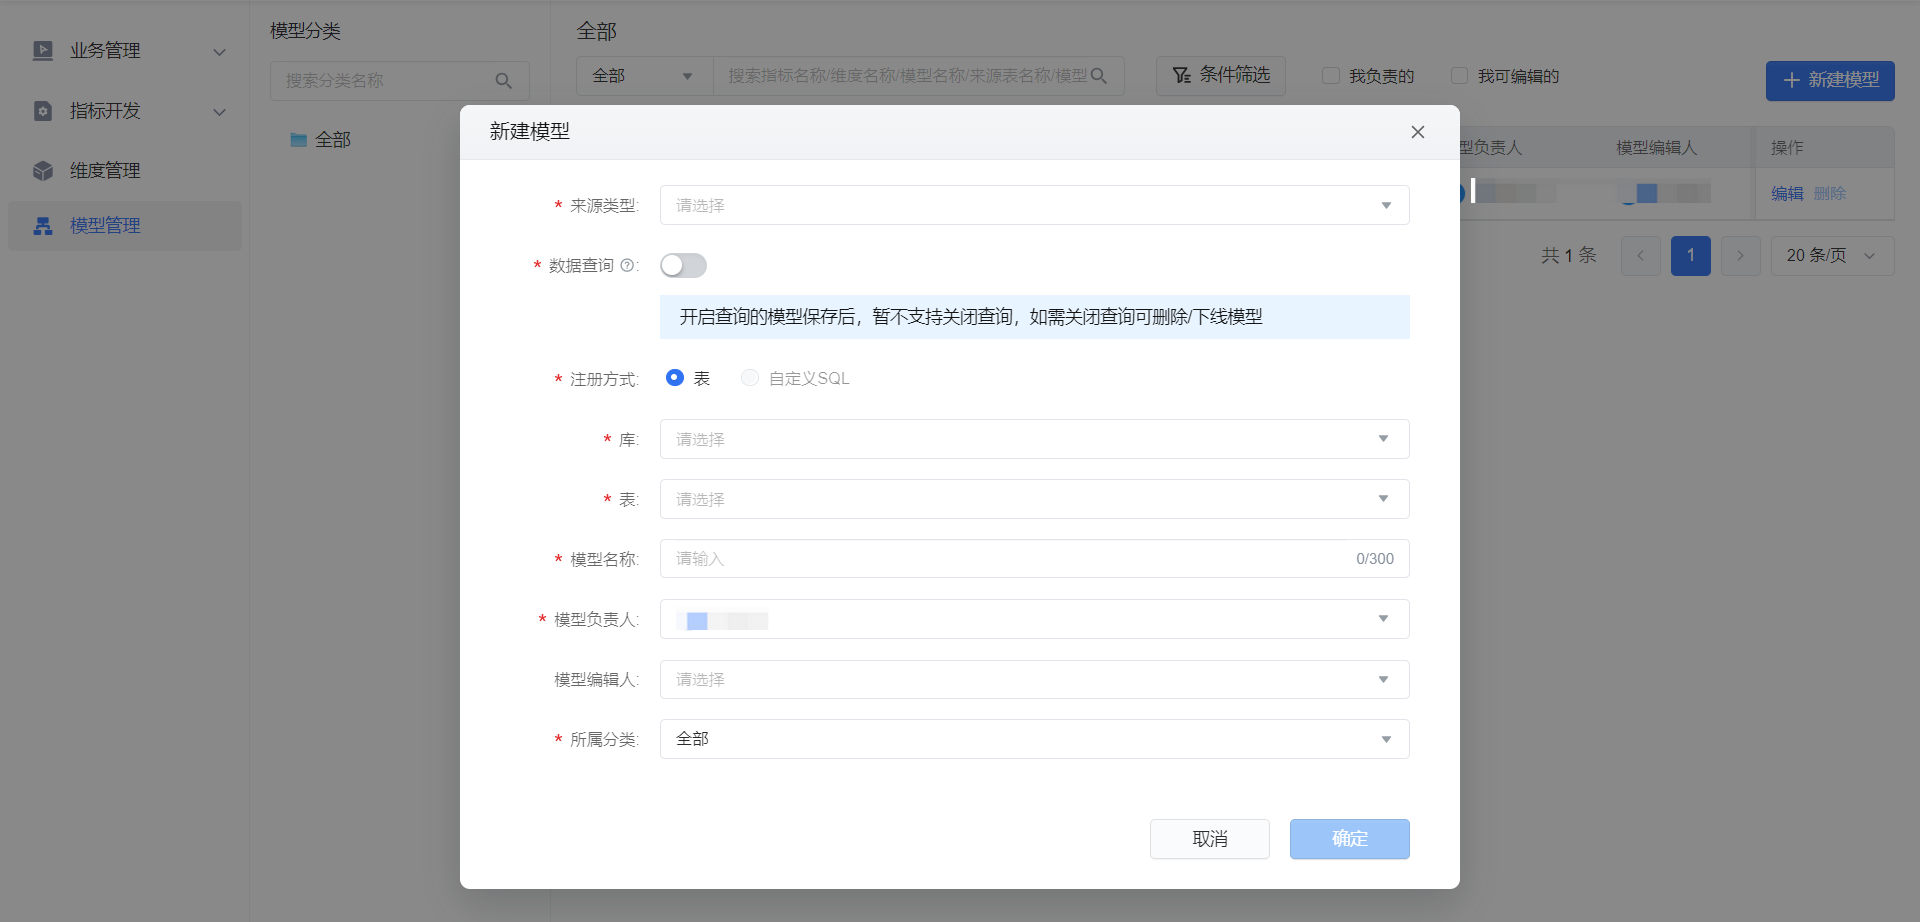 业务管理
指标开发
维度管理
模型管理
模型分类
搜索分类名称
全部
全部
全部
搜索指标名称/维度名称/模型名称/来源表名称/模型
条件筛选
我负责的
我可编辑的
新建模型
型负责人
模型编辑人
操作
编辑 删除
共 1 条
1
20 条/页
新建模型
* 来源类型:
请选择
* 数据查询 ?:
开启查询的模型保存后，暂不支持关闭查询，如需关闭查询可删除/下线模型
* 注册方式:
表
自定义SQL
* 库:
请选择
* 表:
请选择
* 模型名称:
请输入
0/300
* 模型负责人:
模型编辑人:
请选择
* 所属分类:
全部
取消
确定